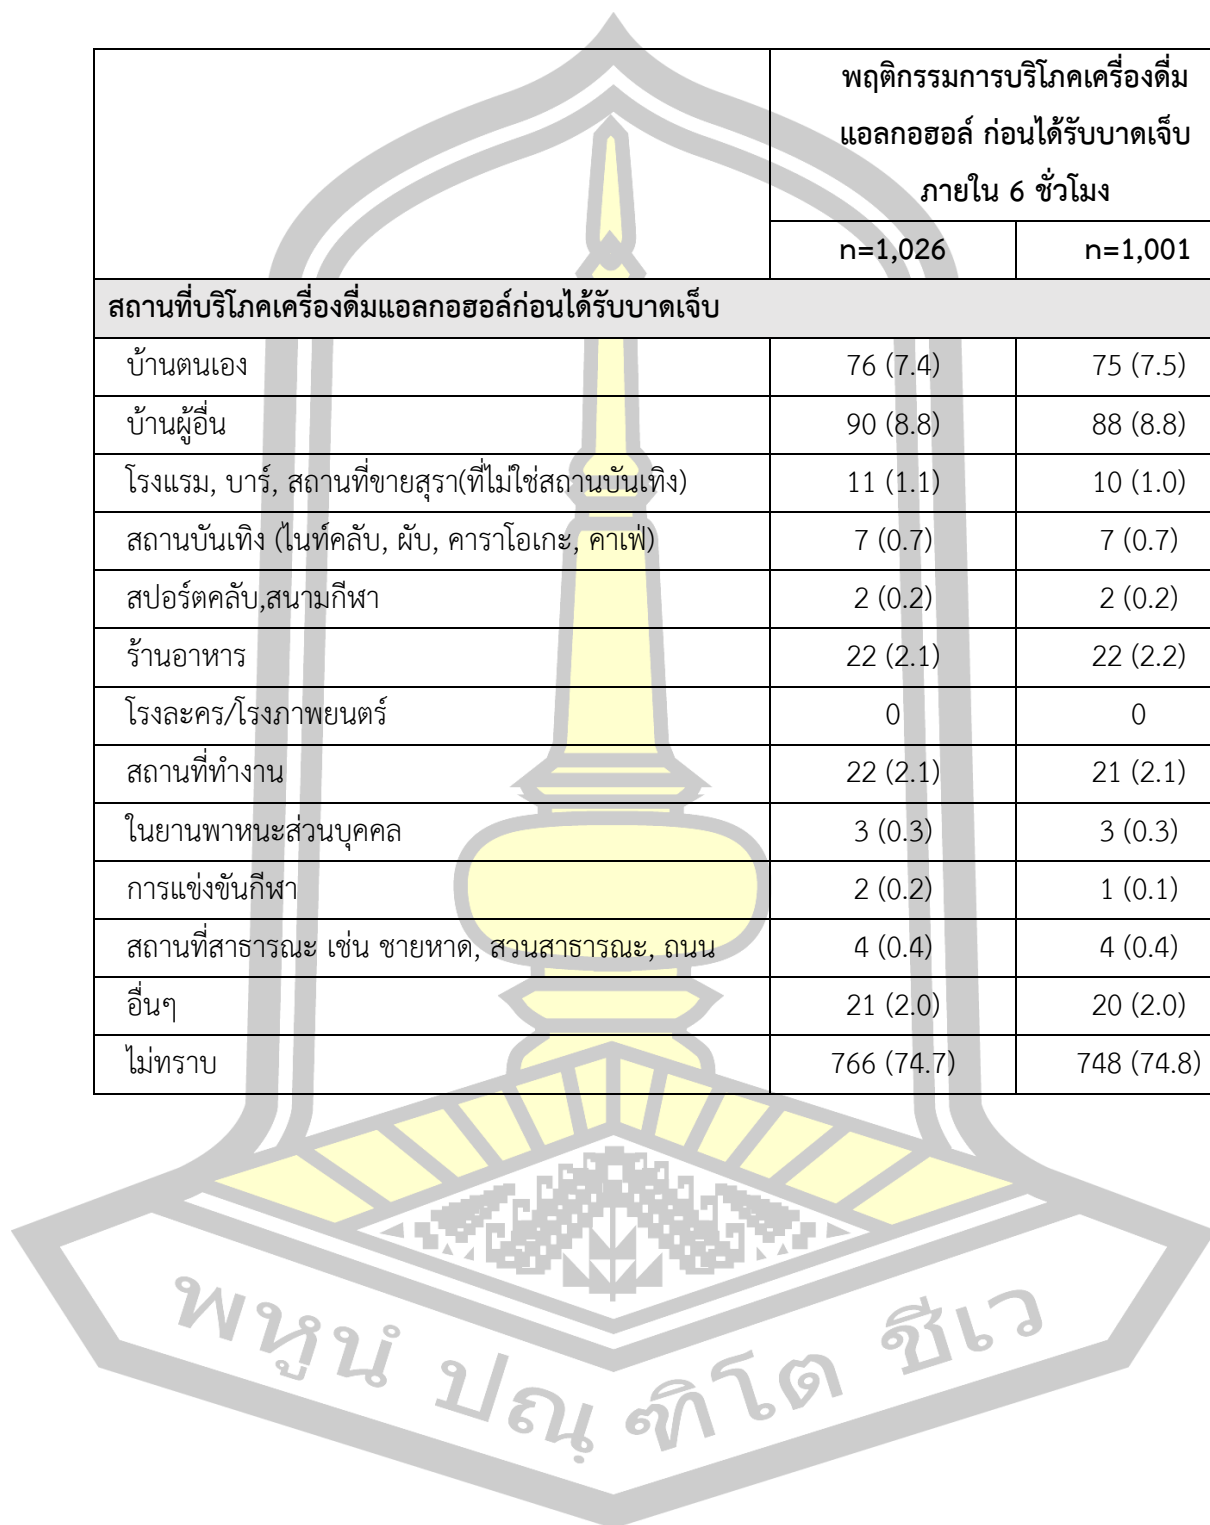 พฤติกรรมการบริโภคเครื่องดื่ม
แอลกอฮอล์ ก่อนได้รับบาดเจ็บ
ภายใน 6 ชั่วโมง
n=1,026 n=1,001
สถานที่บริโภคเครื่องดื่มแอลกอฮอล์ก่อนได้รับบาดเจ็บ
บ้านตนเอง 76 (7.4) 75 (7.5)
บ้านผู้อื่น 90 (8.8) 88 (8.8)
โรงแรม, บาร์, สถานที่ขายสุรา(ที่ไม่ใช่สถานบันเทิง) 11 (1.1) 10 (1.0)
สถานบันเทิง (ไนท์คลับ, ผับ, คาราโอเกะ, คาเฟ่) 7 (0.7) 7 (0.7)
สปอร์ตคลับ,สนามกีฬา 2 (0.2) 2 (0.2)
ร้านอาหาร 22 (2.1) 22 (2.2)
โรงละคร/โรงภาพยนตร์ 0 0
สถานที่ทำงาน 22 (2.1) 21 (2.1)
ในยานพาหนะส่วนบุคคล 3 (0.3) 3 (0.3)
การแข่งขันกีฬา 2 (0.2) 1 (0.1)
สถานที่สาธารณะ เช่น ชายหาด, สวนสาธารณะ, ถนน 4 (0.4) 4 (0.4)
อื่นๆ 21 (2.0) 20 (2.0)
ไม่ทราบ 766 (74.7) 748 (74.8)
พหูนํ ปณฺ ฑิโต ชีเว